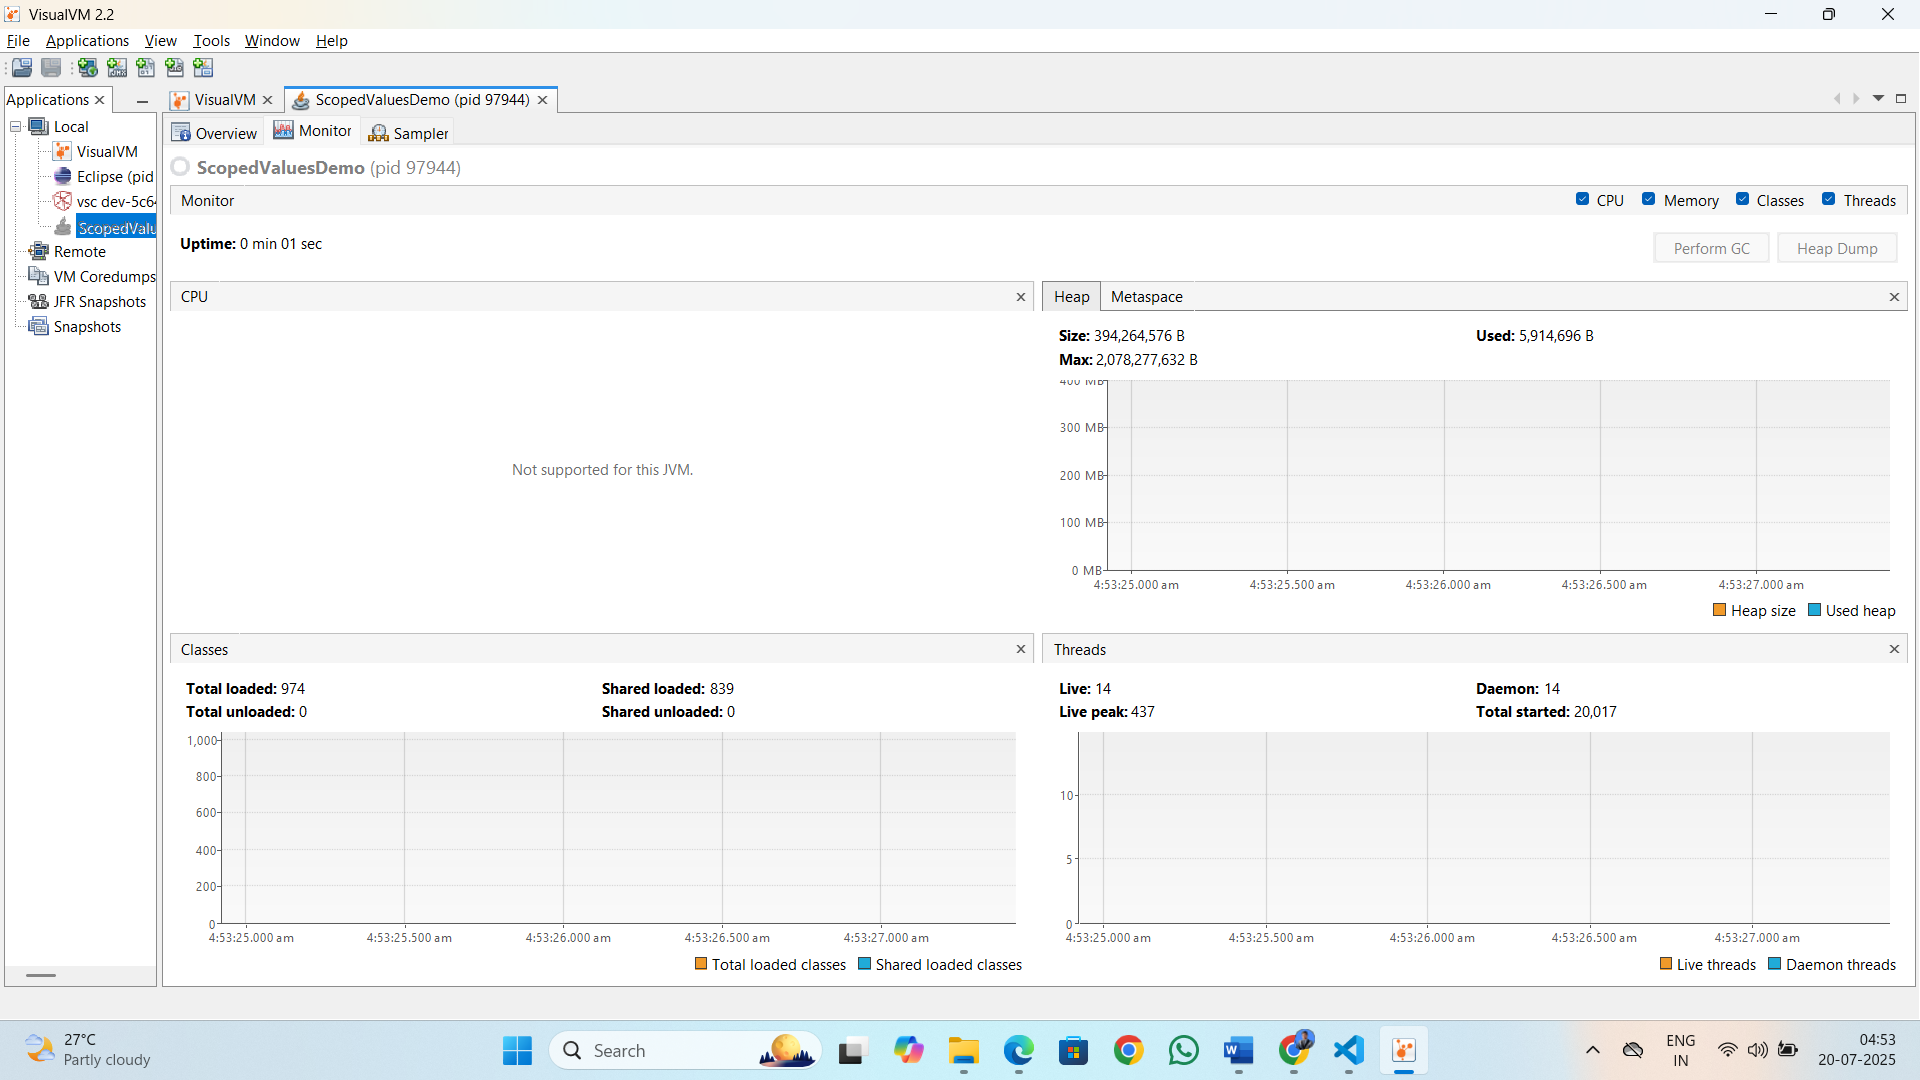 VisualVM 2.2
File Applications View Tools Window Help
Applications
VisualVM
ScopedValuesDemo (pid 97944)
Local
VisualVM
Eclipse (pid
vsc dev-5c6
ScopedValu
Remote
VM Coredumps
JFR Snapshots
Snapshots
Overview Monitor Sampler
ScopedValuesDemo (pid 97944)
Monitor
CPU Memory Classes Threads
Uptime: 0 min 01 sec
Perform GC Heap Dump
CPU
Not supported for this JVM.
Heap Metaspace
Size: 394,264,576 B Used: 5,914,696 B
Max: 2,078,277,632 B
400 MB
300 MB
200 MB
100 MB
0 MB
4:53:25.000 am 4:53:25.500 am 4:53:26.000 am 4:53:26.500 am 4:53:27.000 am
Heap size Used heap
Classes
Total loaded: 974 Shared loaded: 839
Total unloaded: 0 Shared unloaded: 0
1,000
800
600
400
200
0
4:53:25.000 am 4:53:25.500 am 4:53:26.000 am 4:53:26.500 am 4:53:27.000 am
Total loaded classes Shared loaded classes
Threads
Live: 14 Daemon: 14
Live peak: 437 Total started: 20,017
10
5
0
4:53:25.000 am 4:53:25.500 am 4:53:26.000 am 4:53:26.500 am 4:53:27.000 am
Live threads Daemon threads
27°C
Partly cloudy
Search
ENG
IN
04:53
20-07-2025